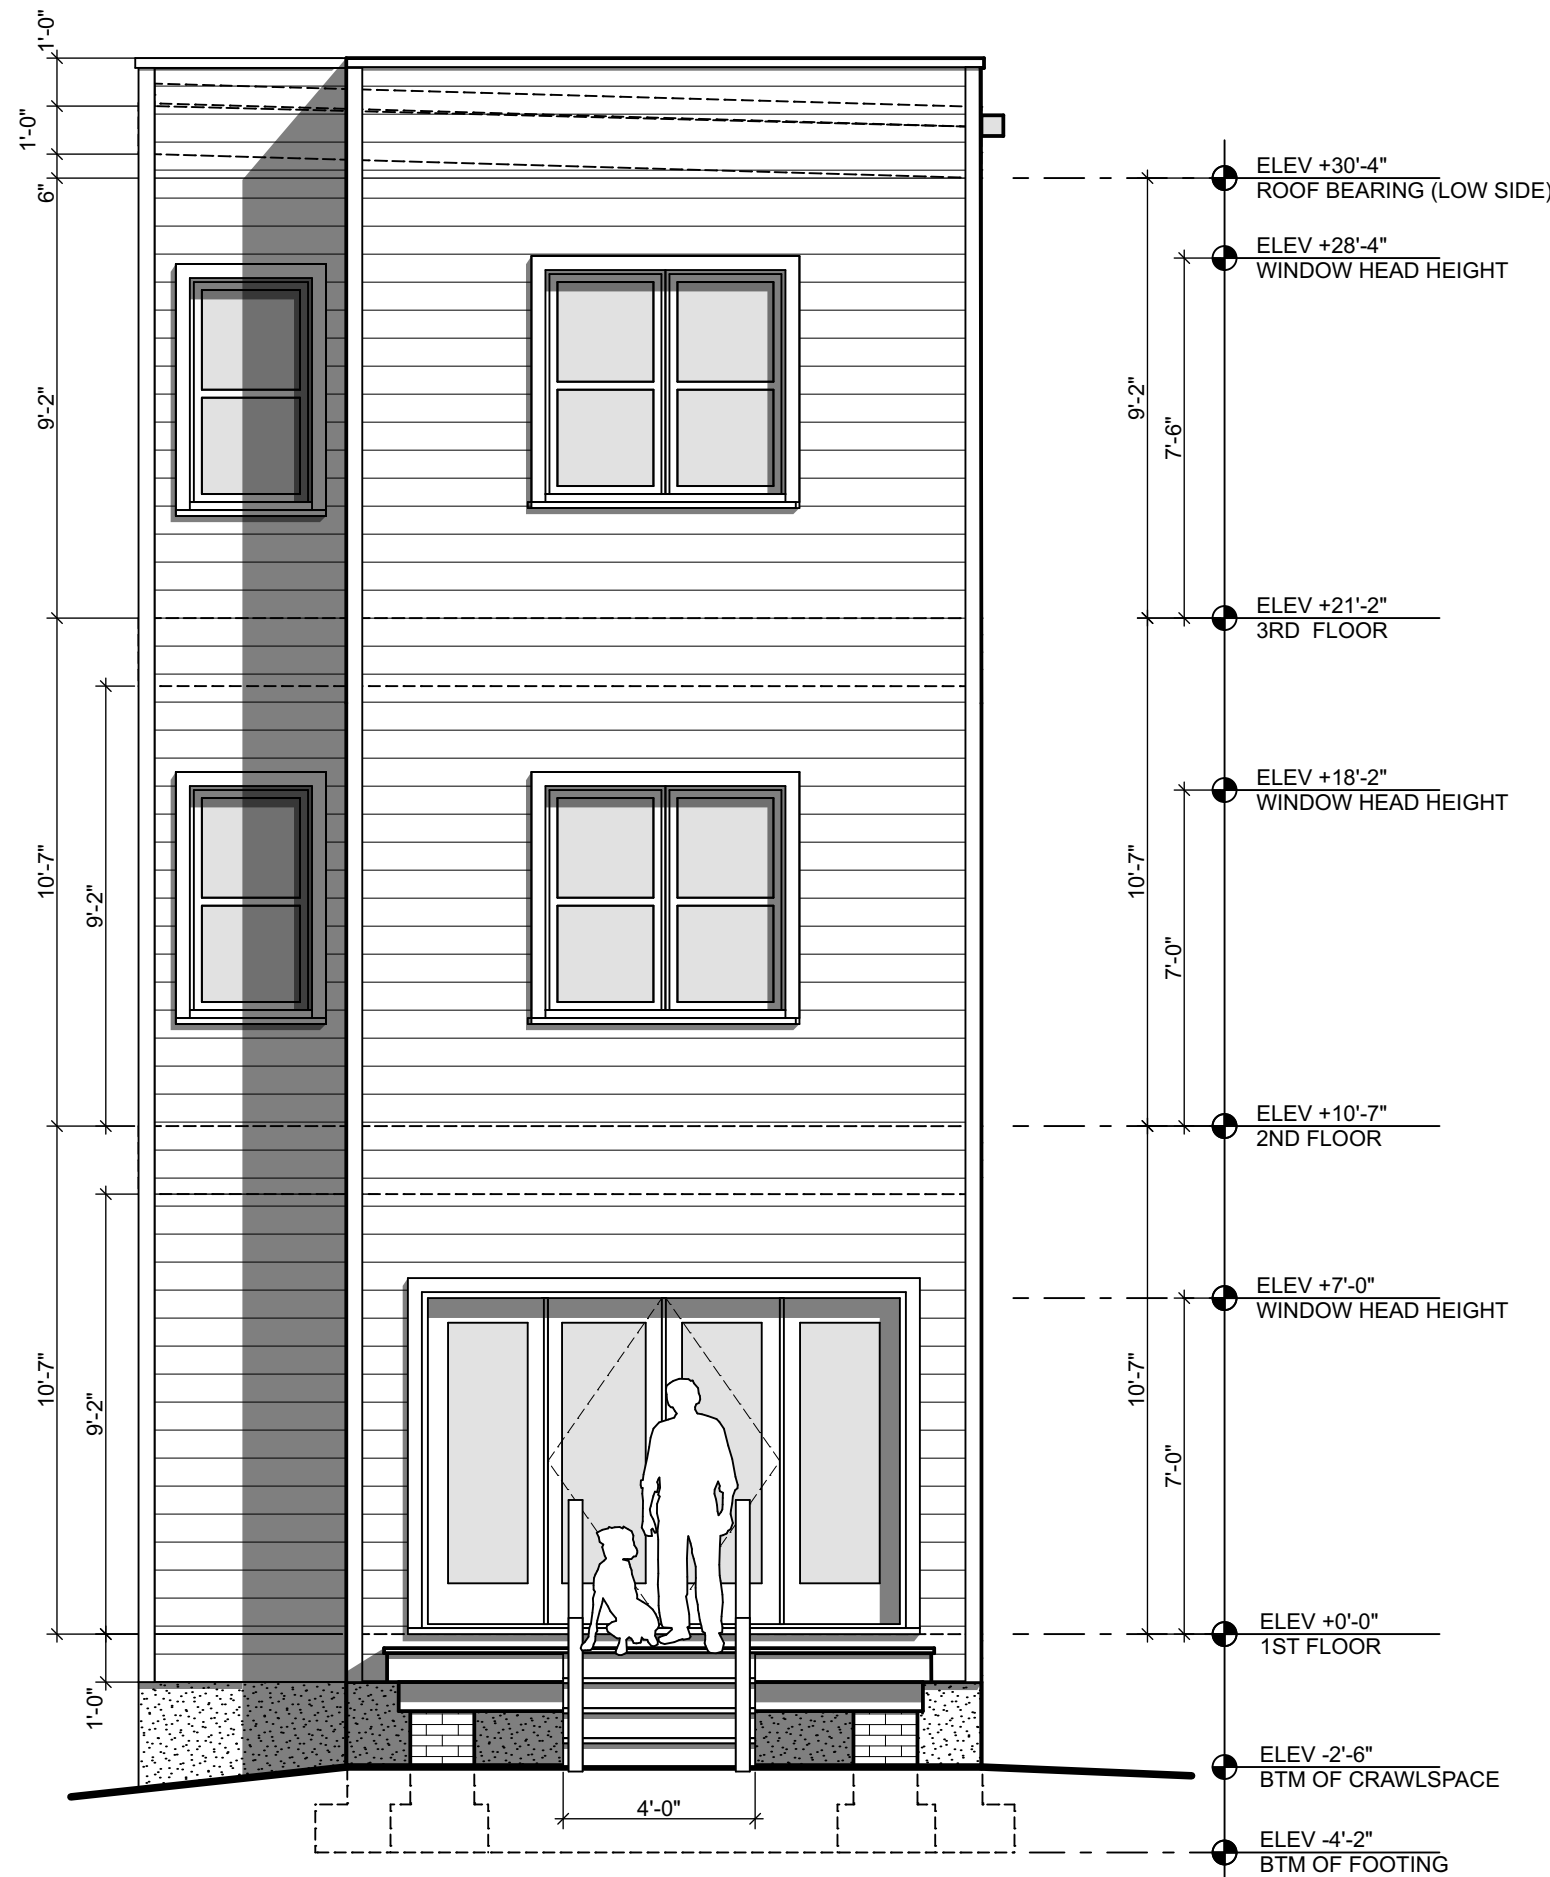 1'-0"
1'-0"
6"
9'-2"
10'-7"
9'-2"
10'-7"
9'-2"
1'-0"
4'-0"
9'-2"
7'-6"
10'-7"
7'-0"
10'-7"
7'-0"
ELEV +30'-4"
ROOF BEARING (LOW SIDE)
ELEV +28'-4"
WINDOW HEAD HEIGHT
ELEV +21'-2"
3RD FLOOR
ELEV +18'-2"
WINDOW HEAD HEIGHT
ELEV +10'-7"
2ND FLOOR
ELEV +7'-0"
WINDOW HEAD HEIGHT
ELEV +0'-0"
1ST FLOOR
ELEV -2'-6"
BTM OF CRAWLSPACE
ELEV -4'-2"
BTM OF FOOTING